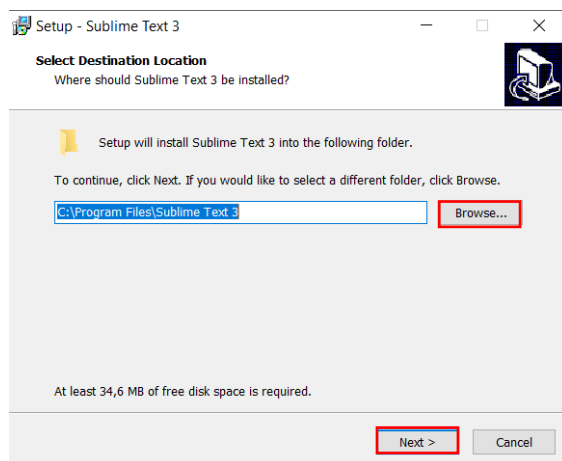 Setup - Sublime Text 3
Select Destination Location
Where should Sublime Text 3 be installed?
Setup will install Sublime Text 3 into the following folder.
To continue, click Next. If you would like to select a different folder, click Browse.
C:\Program Files\Sublime Text 3
Browse...
At least 34,6 MB of free disk space is required.
Next >
Cancel